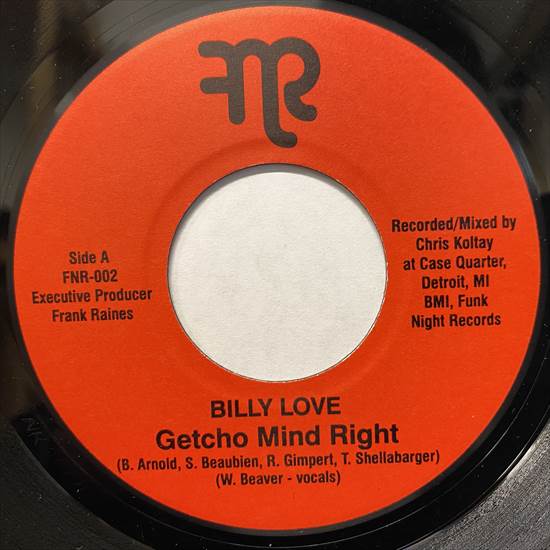 FNR
Side A
FNR-002
Executive Producer
Frank Raines
Recorded/Mixed by
Chris Koltay
at Case Quarter,
Detroit, MI
BMI, Funk
Night Records
BILLY LOVE
Getcho Mind Right
(B. Arnold, S. Beaubien, R. Gimpert, T. Shellabarger)
(W. Beaver - vocals)